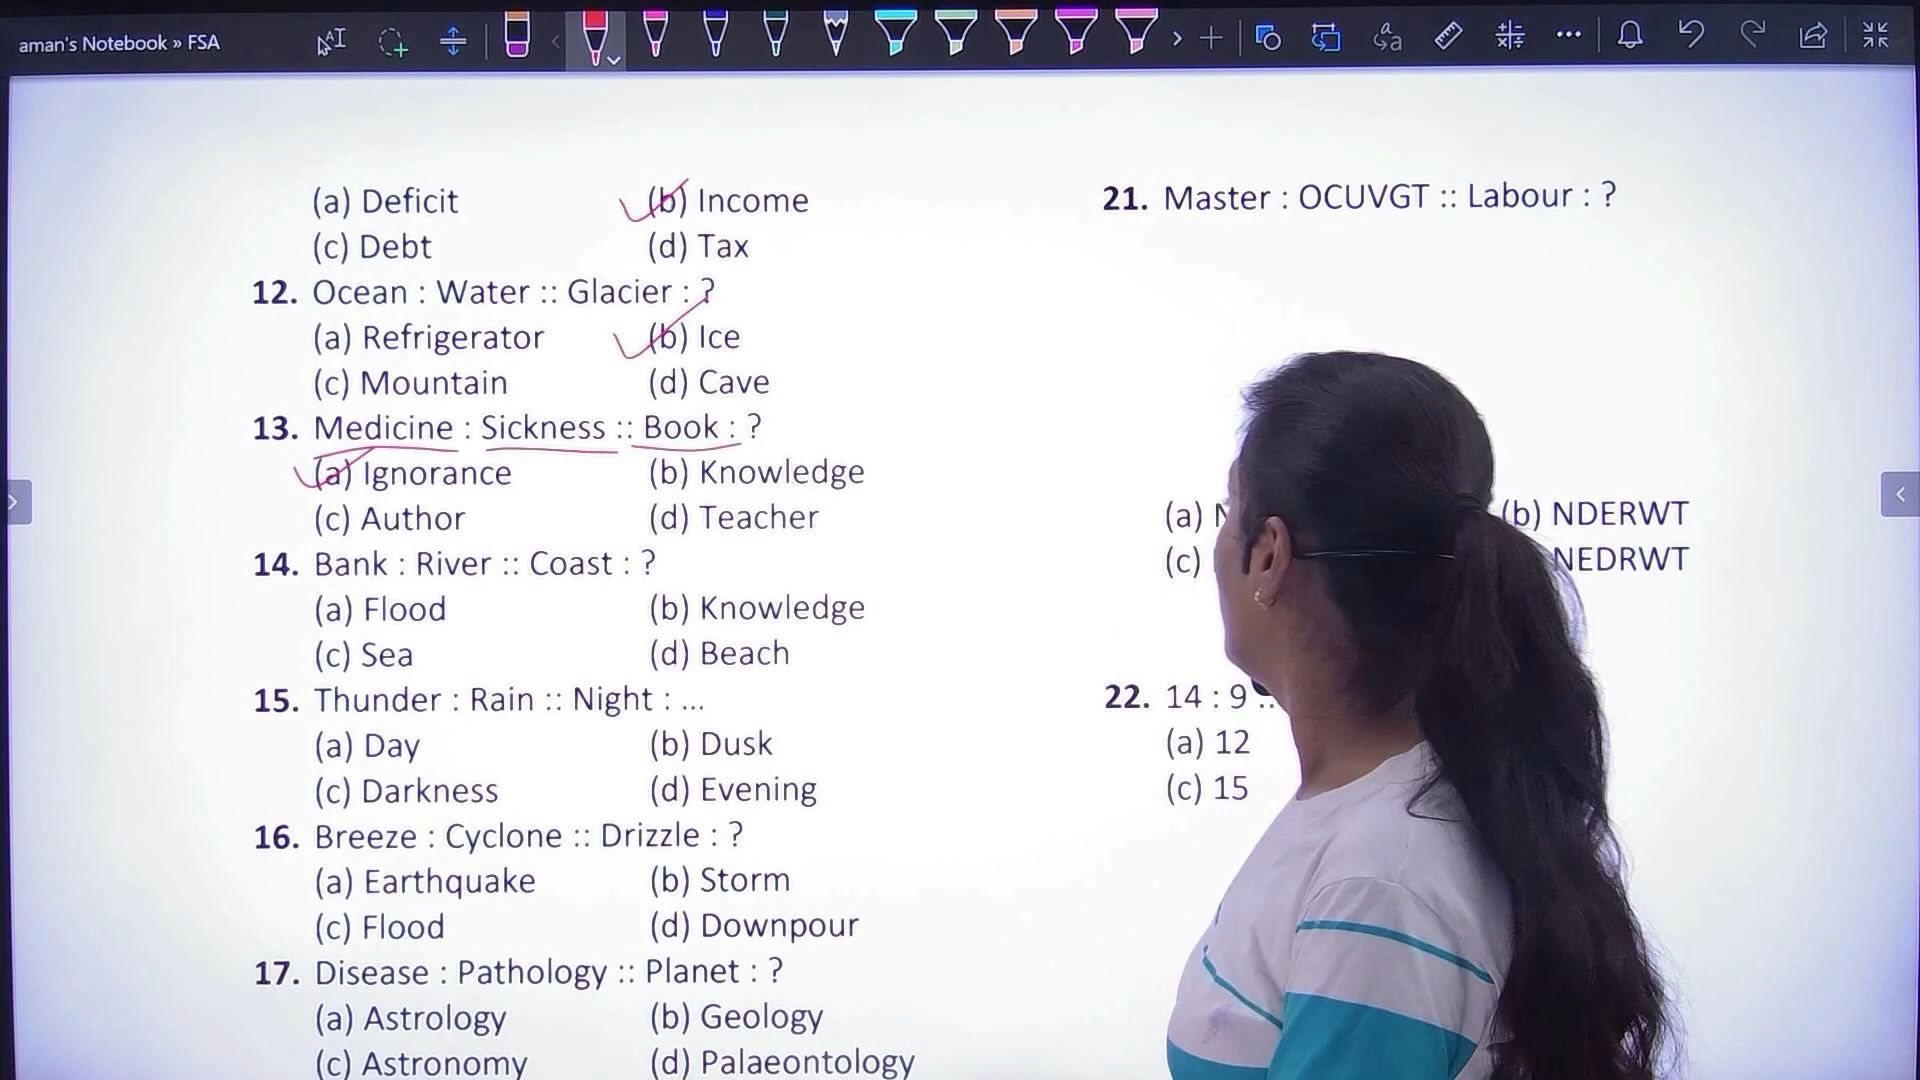 aman's Notebook » FSA
(a) Deficit (b) Income
(c) Debt (d) Tax
12. Ocean : Water :: Glacier : ?
(a) Refrigerator (b) Ice
(c) Mountain (d) Cave
13. Medicine : Sickness :: Book : ?
(a) Ignorance (b) Knowledge
(c) Author (d) Teacher
14. Bank : River :: Coast : ?
(a) Flood (b) Knowledge
(c) Sea (d) Beach
15. Thunder : Rain :: Night : ...
(a) Day (b) Dusk
(c) Darkness (d) Evening
16. Breeze : Cyclone :: Drizzle : ?
(a) Earthquake (b) Storm
(c) Flood (d) Downpour
17. Disease : Pathology :: Planet : ?
(a) Astrology (b) Geology
(c) Astronomy (d) Palaeontology
21. Master : OCUVGT :: Labour : ?
(a) (b) NDERWT
(c) NEDRWT
22. 14 : 9 ::
(a) 12
(c) 15